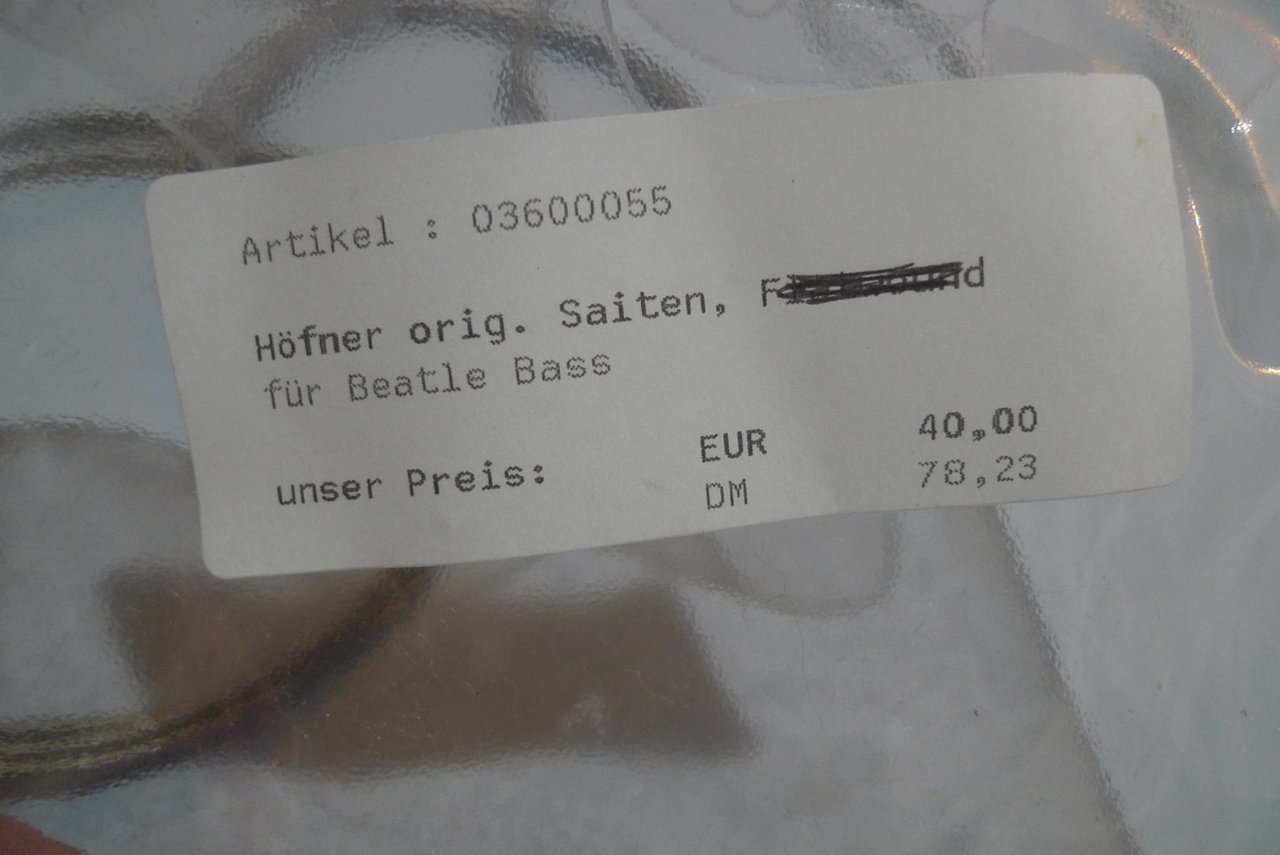 Artikel : 03600055
Höfner orig. Saiten,
für Beatle Bass
unser Preis: EUR 40,00
DM 78,23